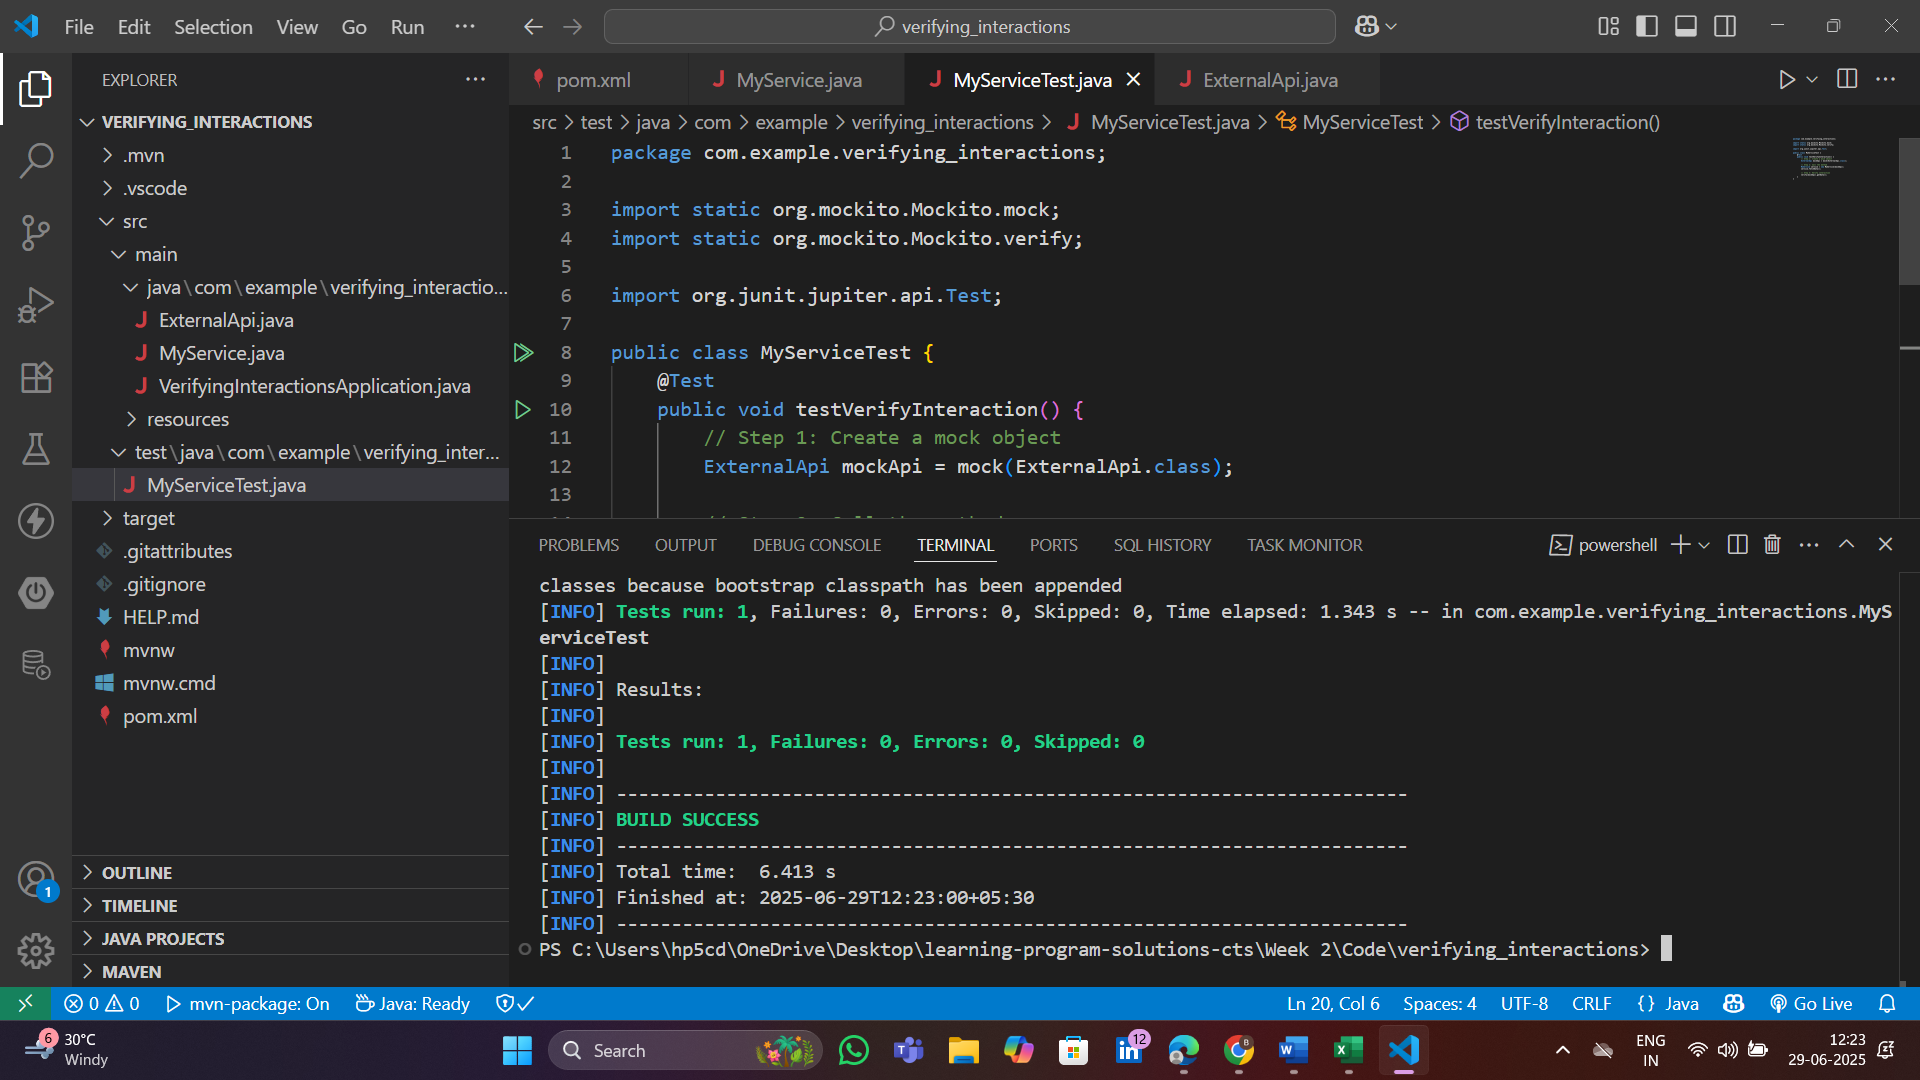 File Edit Selection View Go Run ··· verifying_interactions
EXPLORER ···
VERIFYING_INTERACTIONS
.mvn
.vscode
src
main
java\com\example\verifying_interactio...
ExternalApi.java
MyService.java
VerifyingInteractionsApplication.java
resources
test\java\com\example\verifying_inter...
MyServiceTest.java
target
.gitattributes
.gitignore
HELP.md
mvnw
mvnw.cmd
pom.xml
OUTLINE
TIMELINE
JAVA PROJECTS
MAVEN
1
pom.xml MyService.java MyServiceTest.java ExternalApi.java
src > test > java > com > example > verifying_interactions > MyServiceTest.java > MyServiceTest > testVerifyInteraction()
1 package com.example.verifying_interactions;
2
3 import static org.mockito.Mockito.mock;
4 import static org.mockito.Mockito.verify;
5
6 import org.junit.jupiter.api.Test;
7
8 public class MyServiceTest {
9 @Test
10 public void testVerifyInteraction() {
11 // Step 1: Create a mock object
12 ExternalApi mockApi = mock(ExternalApi.class);
13
PROBLEMS OUTPUT DEBUG CONSOLE TERMINAL PORTS SQL HISTORY TASK MONITOR powershell
classes because bootstrap classpath has been appended
[INFO] Tests run: 1, Failures: 0, Errors: 0, Skipped: 0, Time elapsed: 1.343 s -- in com.example.verifying_interactions.MyS
erviceTest
[INFO]
[INFO] Results:
[INFO]
[INFO] Tests run: 1, Failures: 0, Errors: 0, Skipped: 0
[INFO]
[INFO] ------------------------------------------------------------------------
[INFO] BUILD SUCCESS
[INFO] ------------------------------------------------------------------------
[INFO] Total time:  6.413 s
[INFO] Finished at: 2025-06-29T12:23:00+05:30
[INFO] ------------------------------------------------------------------------
PS C:\Users\hp5cd\OneDrive\Desktop\learning-program-solutions-cts\Week 2\Code\verifying_interactions>
0 0 mvn-package: On Java: Ready Ln 20, Col 6 Spaces: 4 UTF-8 CRLF {} Java Go Live
6 30°C
Windy
Search
12
ENG
IN
12:23
29-06-2025